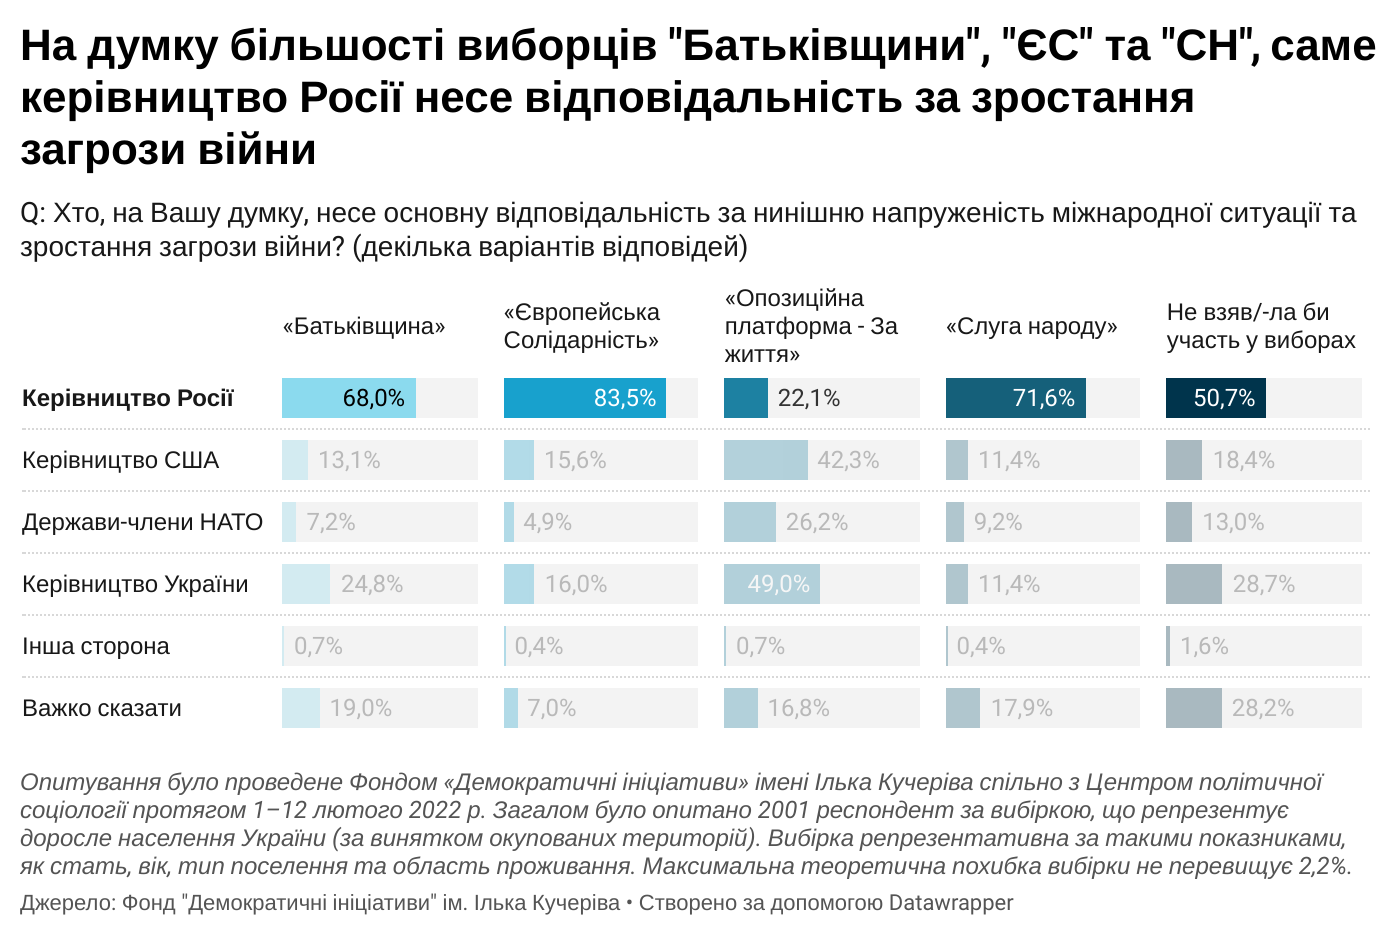 На думку більшості виборців "Батьківщини", "ЄС" та "СН", саме
керівництво Росії несе відповідальність за зростання
загрози війни
Q: Хто, на Вашу думку, несе основну відповідальність за нинішню напруженість міжнародної ситуації та
зростання загрози війни? (декілька варіантів відповідей)
«Батьківщина»
«Європейська
Солідарність»
«Опозиційна
платформа - За
життя»
«Слуга народу»
Не взяв/-ла би
участь у виборах
Керівництво Росії 68,0% 83,5% 22,1% 71,6% 50,7%
Керівництво США 13,1% 15,6% 42,3% 11,4% 18,4%
Держави-члени НАТО 7,2% 4,9% 26,2% 9,2% 13,0%
Керівництво України 24,8% 16,0% 49,0% 11,4% 28,7%
Інша сторона 0,7% 0,4% 0,7% 0,4% 1,6%
Важко сказати 19,0% 7,0% 16,8% 17,9% 28,2%
Опитування було проведене Фондом «Демократичні ініціативи» імені Ілька Кучеріва спільно з Центром політичної
соціології протягом 1–12 лютого 2022 р. Загалом було опитано 2001 респондент за вибіркою, що репрезентує
доросле населення України (за винятком окупованих територій). Вибірка репрезентативна за такими показниками,
як стать, вік, тип поселення та область проживання. Максимальна теоретична похибка вибірки не перевищує 2,2%.
Джерело: Фонд "Демократичні ініціативи" ім. Ілька Кучеріва • Створено за допомогою Datawrapper